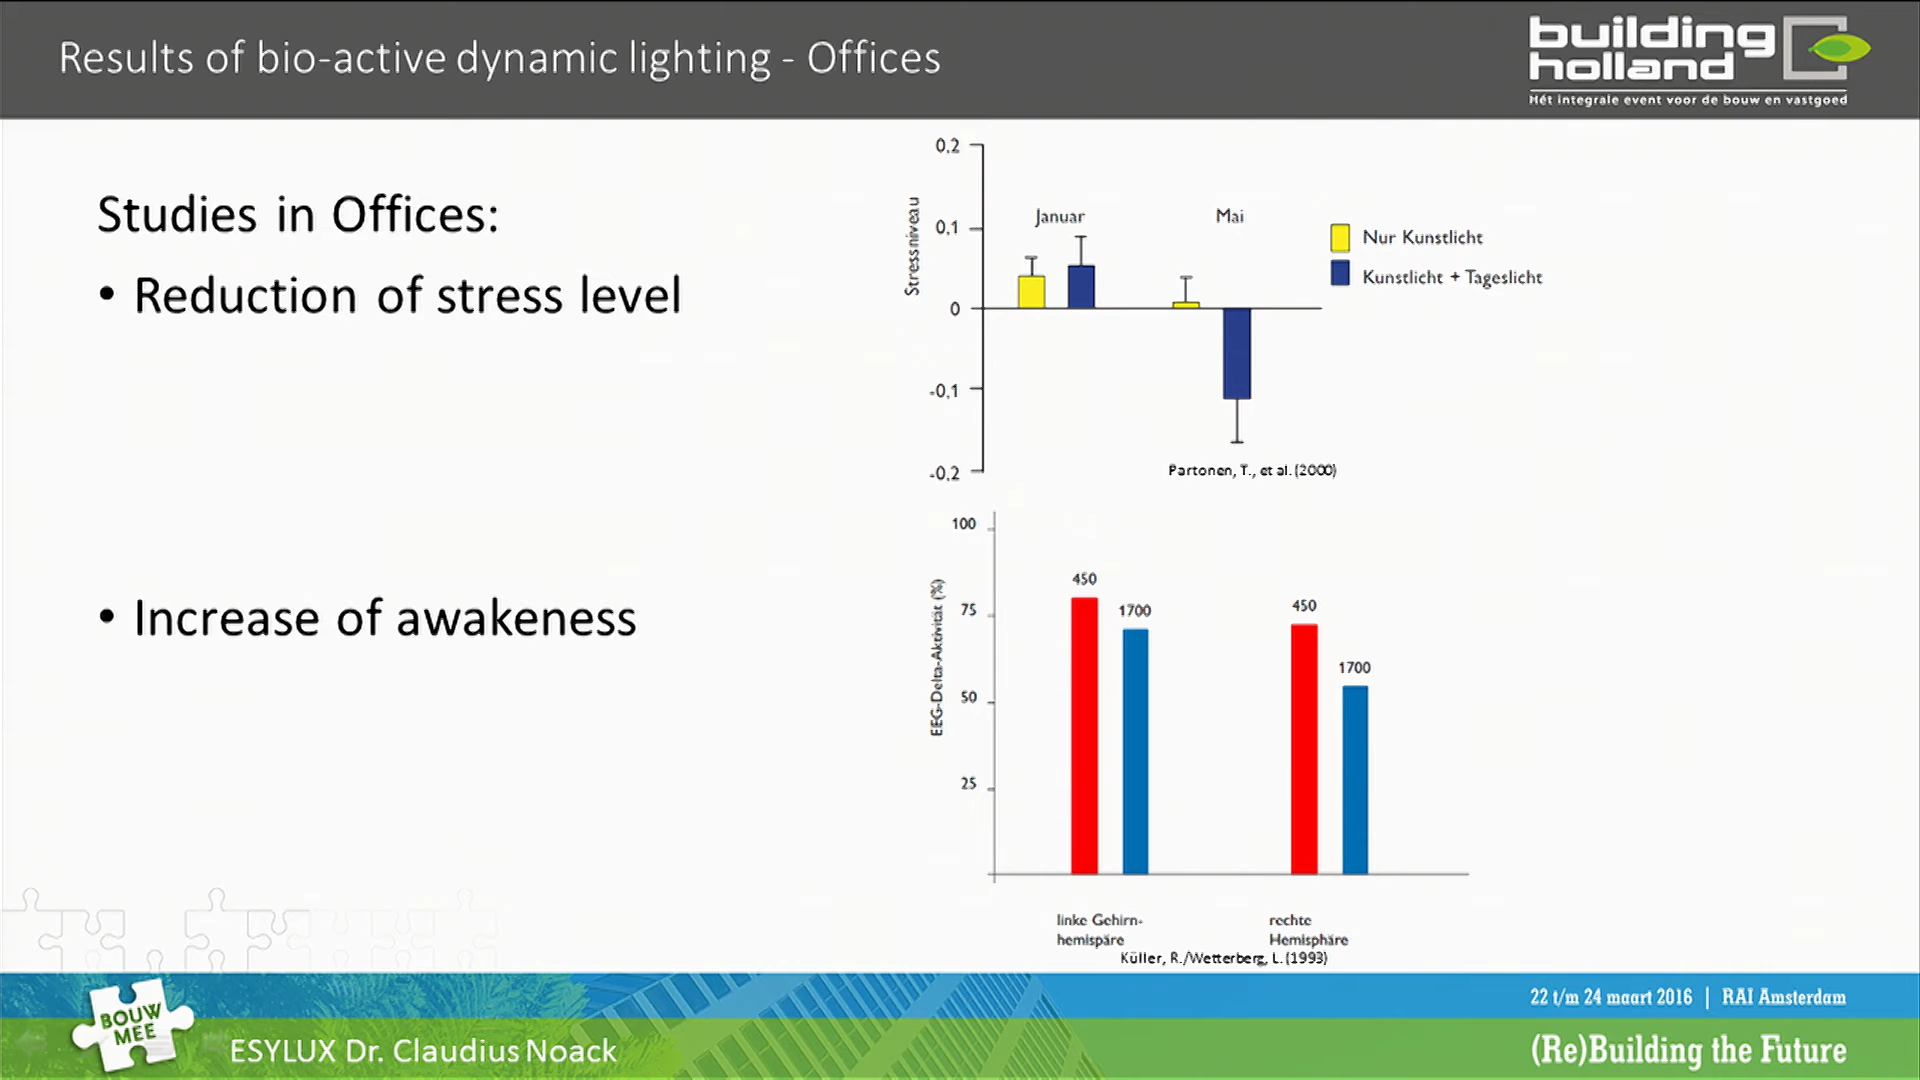 Results of bio-active dynamic lighting - Offices
building
holland
Hét integrale event voor de bouw en vastgoed
Studies in Offices:
• Reduction of stress level
• Increase of awakeness
0,2
0,1
0
-0,1
-0,2
Stressniveau
Januar
Mai
Nur Kunstlicht
Kunstlicht + Tageslicht
Partonen, T., et al. (2000)
100
75
50
25
EEG-Delta-Aktivität (%)
450
1700
450
1700
linke Gehirn-
hemispäre
rechte
Hemisphäre
Küller, R./Wetterberg, L. (1993)
BOUW
MEE
ESYLUX Dr. Claudius Noack
22 t/m 24 maart 2016 | RAI Amsterdam
(Re)Building the Future